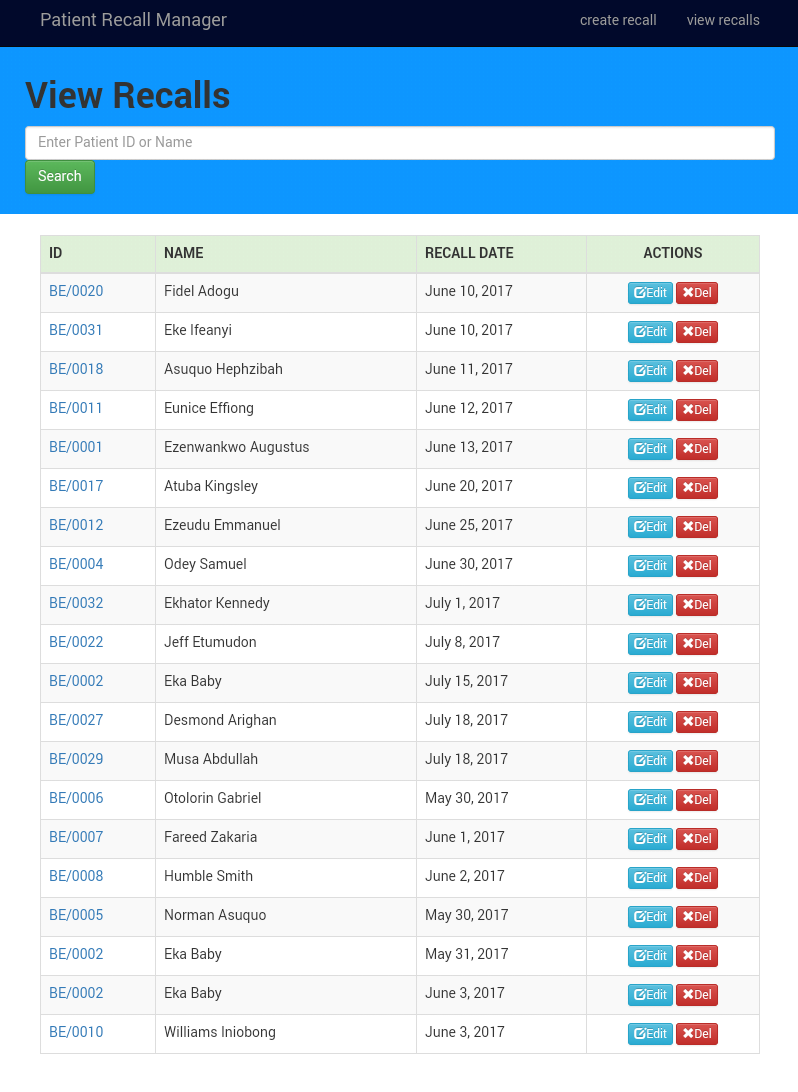 Patient Recall Manager create recall view recalls
View Recalls
Enter Patient ID or Name
Search
ID NAME RECALL DATE ACTIONS
BE/0020 Fidel Adogu June 10, 2017 Edit Del
BE/0031 Eke Ifeanyi June 10, 2017 Edit Del
BE/0018 Asuquo Hephzibah June 11, 2017 Edit Del
BE/0011 Eunice Effiong June 12, 2017 Edit Del
BE/0001 Ezenwankwo Augustus June 13, 2017 Edit Del
BE/0017 Atuba Kingsley June 20, 2017 Edit Del
BE/0012 Ezeudu Emmanuel June 25, 2017 Edit Del
BE/0004 Odey Samuel June 30, 2017 Edit Del
BE/0032 Ekhator Kennedy July 1, 2017 Edit Del
BE/0022 Jeff Etumudon July 8, 2017 Edit Del
BE/0002 Eka Baby July 15, 2017 Edit Del
BE/0027 Desmond Arighan July 18, 2017 Edit Del
BE/0029 Musa Abdullah July 18, 2017 Edit Del
BE/0006 Otolorin Gabriel May 30, 2017 Edit Del
BE/0007 Fareed Zakaria June 1, 2017 Edit Del
BE/0008 Humble Smith June 2, 2017 Edit Del
BE/0005 Norman Asuquo May 30, 2017 Edit Del
BE/0002 Eka Baby May 31, 2017 Edit Del
BE/0002 Eka Baby June 3, 2017 Edit Del
BE/0010 Williams Iniobong June 3, 2017 Edit Del